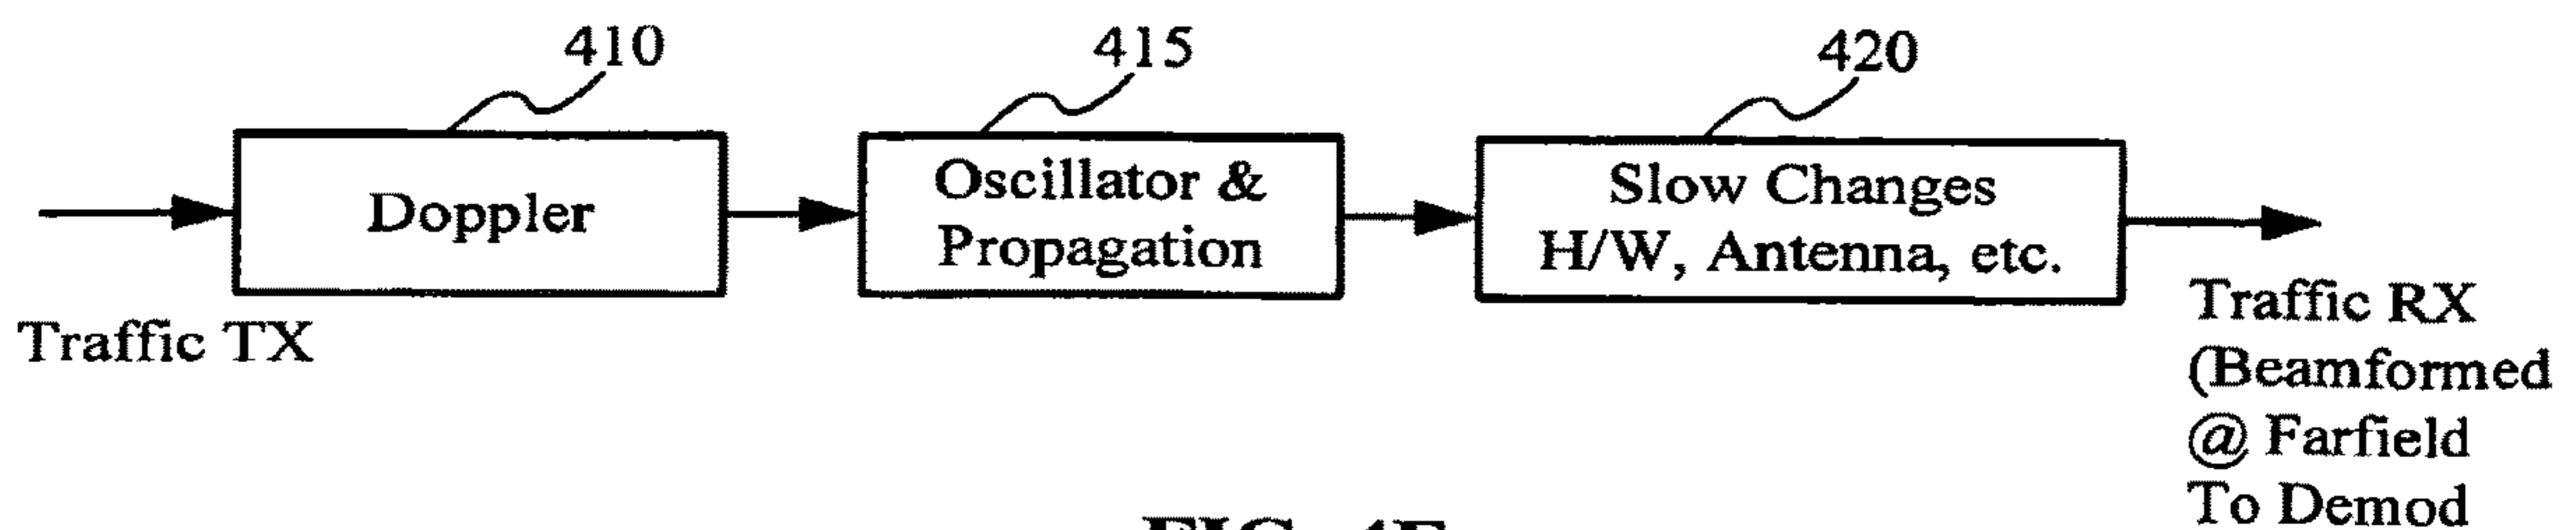 410
415
420
Doppler
Oscillator &
Propagation
Slow Changes
H/W, Antenna, etc.
Traffic TX
Traffic RX
(Beamformed
@ Farfield
To Demod